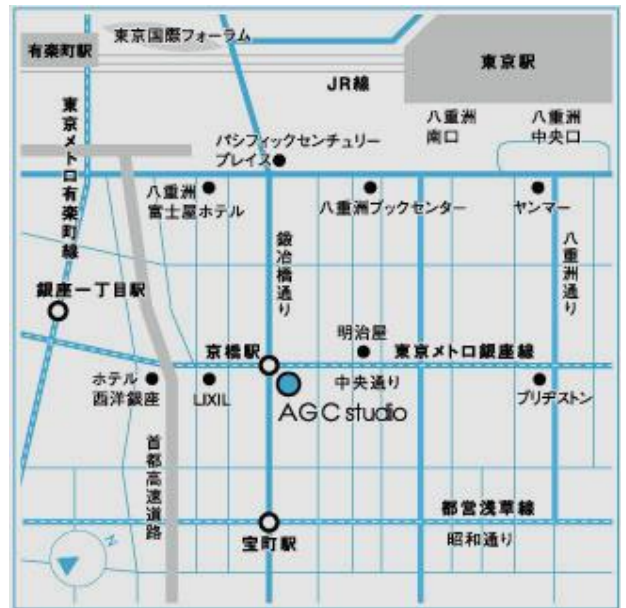 東京国際フォーラム
有楽町駅
東京駅
JR線
東京メトロ有楽町線
八重洲
南口
八重洲
中央口
パシフィックセンチュリー
プレイス
八重洲
富士屋ホテル
八重洲ブックセンター
ヤンマー
鍛冶橋通り
八重洲通り
銀座一丁目駅
京橋駅
明治屋
東京メトロ銀座線
ホテル
西洋銀座
LIXIL
中央通り
ブリヂストン
AGC studio
首都高速道路
都営浅草線
宝町駅
昭和通り
N